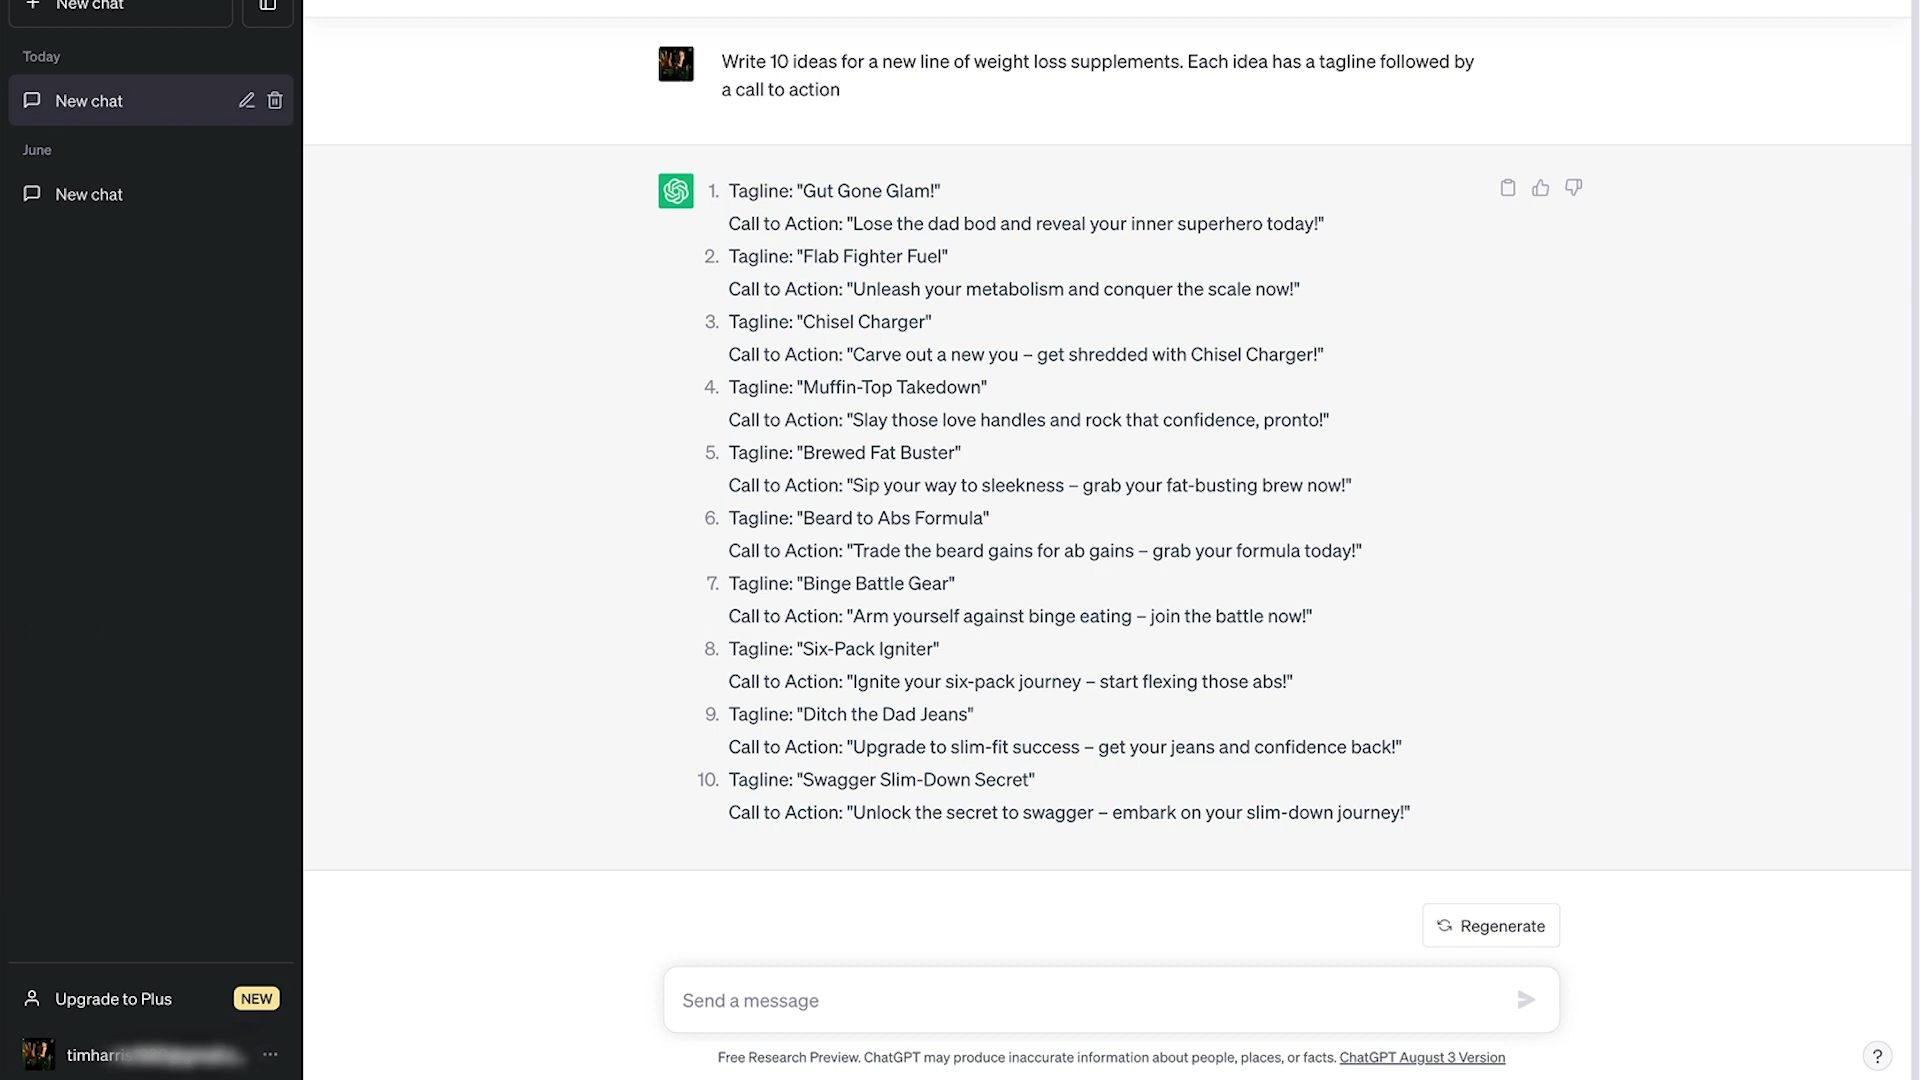 New chat
Today
New chat
June
New chat
Write 10 ideas for a new line of weight loss supplements. Each idea has a tagline followed by
a call to action
1. Tagline: "Gut Gone Glam!"
Call to Action: "Lose the dad bod and reveal your inner superhero today!"
2. Tagline: "Flab Fighter Fuel"
Call to Action: "Unleash your metabolism and conquer the scale now!"
3. Tagline: "Chisel Charger"
Call to Action: "Carve out a new you – get shredded with Chisel Charger!"
4. Tagline: "Muffin-Top Takedown"
Call to Action: "Slay those love handles and rock that confidence, pronto!"
5. Tagline: "Brewed Fat Buster"
Call to Action: "Sip your way to sleekness – grab your fat-busting brew now!"
6. Tagline: "Beard to Abs Formula"
Call to Action: "Trade the beard gains for ab gains – grab your formula today!"
7. Tagline: "Binge Battle Gear"
Call to Action: "Arm yourself against binge eating – join the battle now!"
8. Tagline: "Six-Pack Igniter"
Call to Action: "Ignite your six-pack journey – start flexing those abs!"
9. Tagline: "Ditch the Dad Jeans"
Call to Action: "Upgrade to slim-fit success – get your jeans and confidence back!"
10. Tagline: "Swagger Slim-Down Secret"
Call to Action: "Unlock the secret to swagger – embark on your slim-down journey!"
Regenerate
Send a message
Free Research Preview. ChatGPT may produce inaccurate information about people, places, or facts. ChatGPT August 3 Version
?
Upgrade to Plus NEW